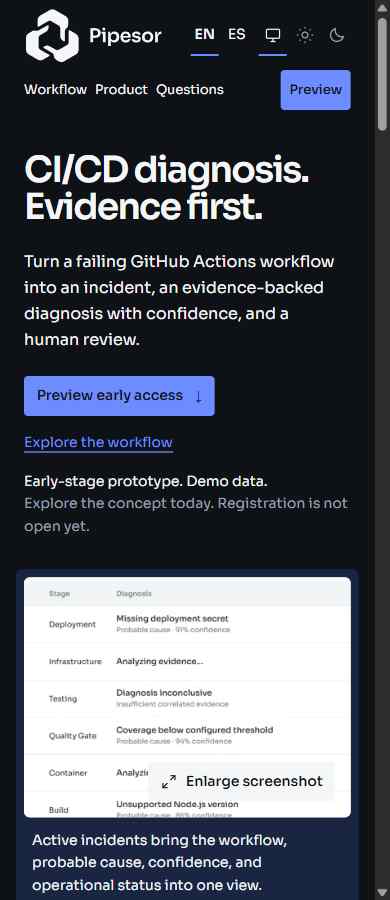 Pipesor
EN ES
Workflow Product Questions
Preview
CI/CD diagnosis.
Evidence first.
Turn a failing GitHub Actions workflow
into an incident, an evidence-backed
diagnosis with confidence, and a
human review.
Preview early access ↓
Explore the workflow
Early-stage prototype. Demo data.
Explore the concept today. Registration is not
open yet.
Stage Diagnosis
Deployment Missing deployment secret
Probable cause · 91% confidence
Infrastructure Analyzing evidence...
Testing Diagnosis inconclusive
Insufficient correlated evidence
Quality Gate Coverage below configured threshold
Probable cause · 94% confidence
Container
Enlarge screenshot
Build Unsupported Node.js version
Active incidents bring the workflow,
probable cause, confidence, and
operational status into one view.